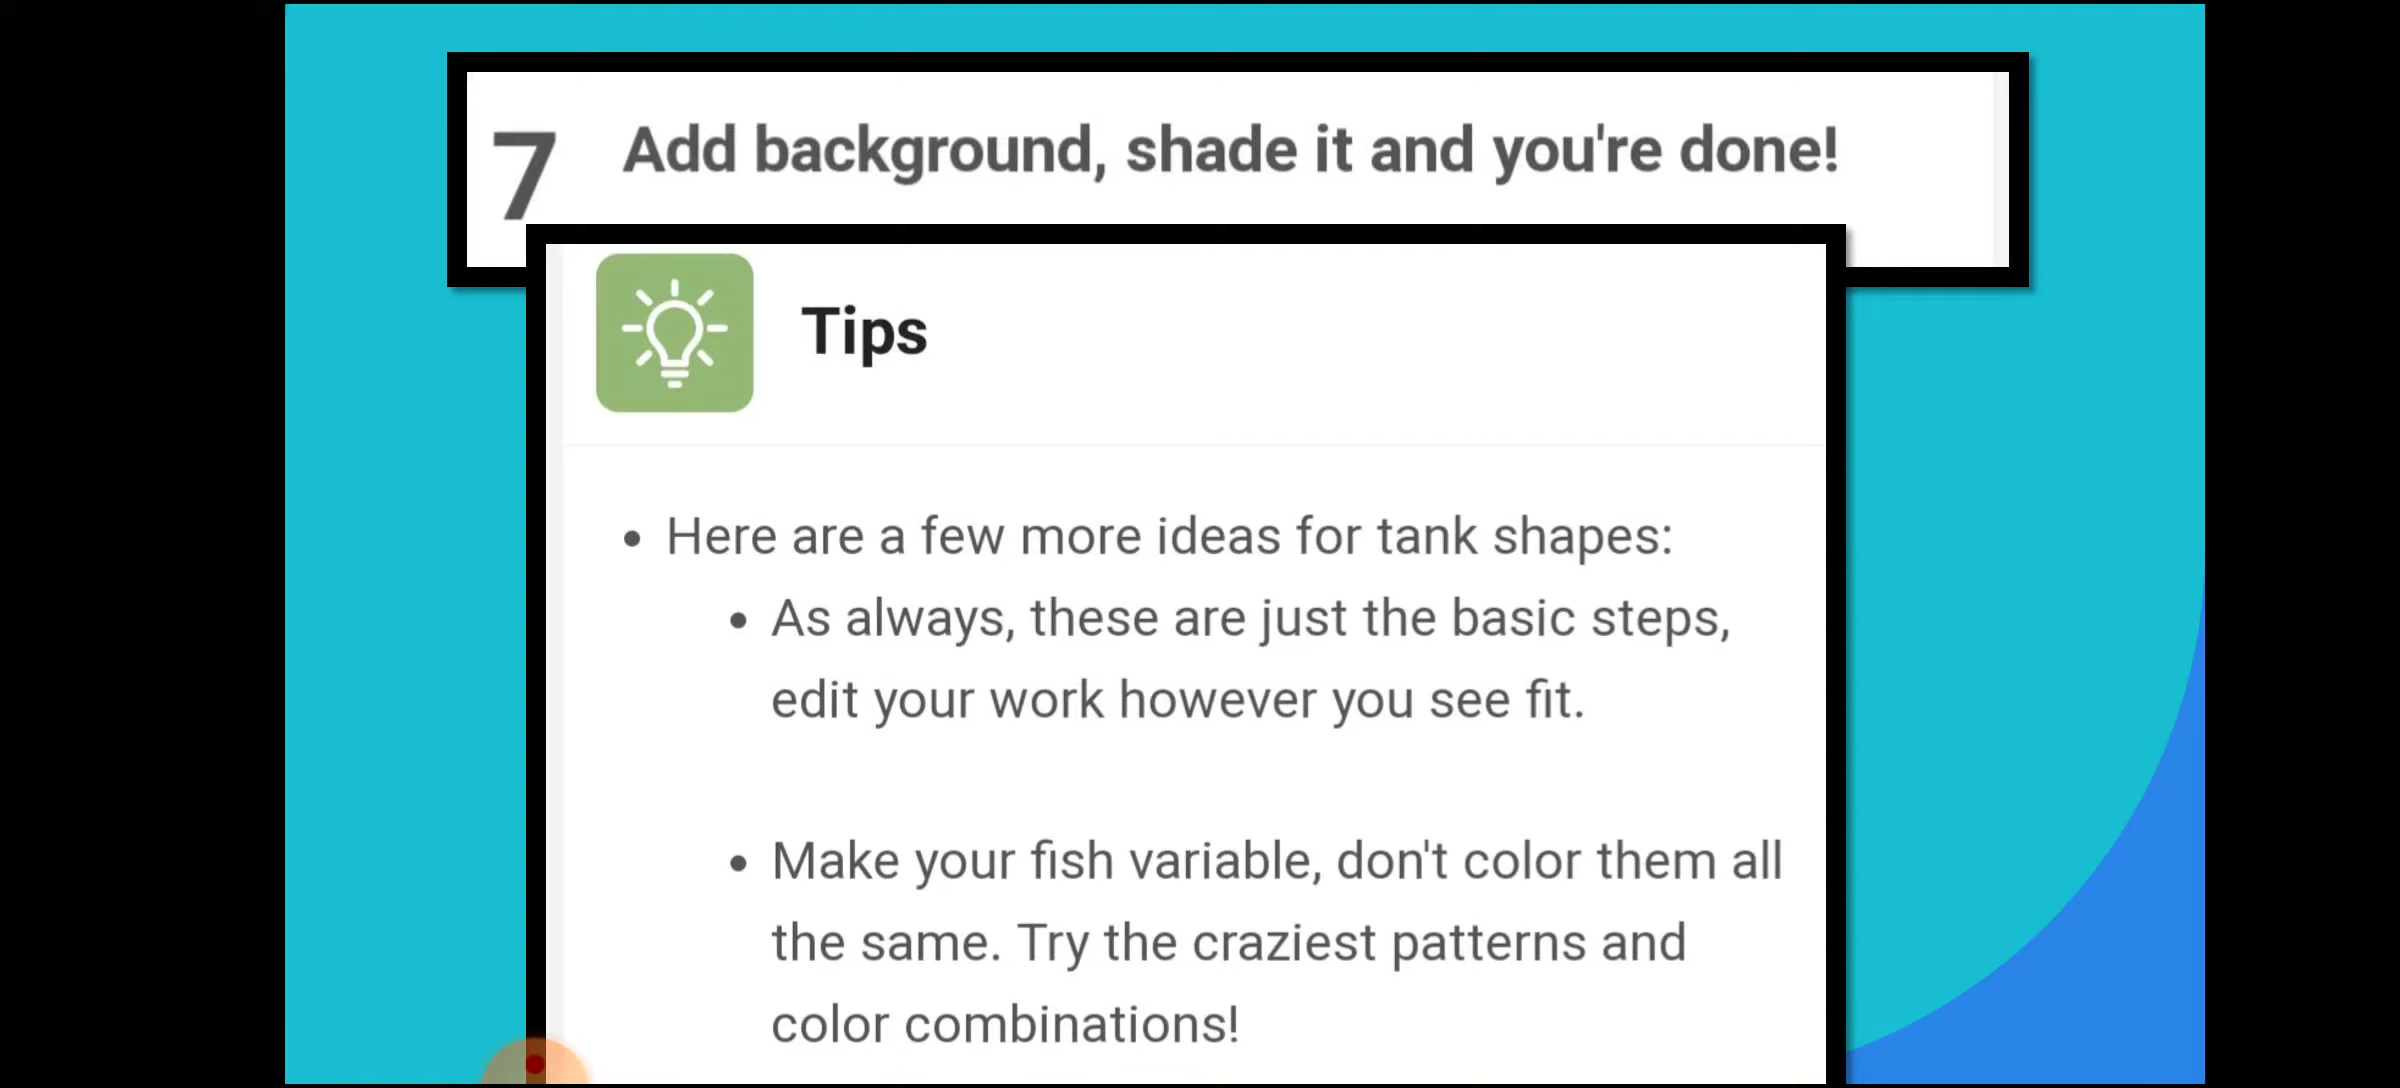 7 Add background, shade it and you're done!
Tips
• Here are a few more ideas for tank shapes:
• As always, these are just the basic steps,
edit your work however you see fit.
• Make your fish variable, don't color them all
the same. Try the craziest patterns and
color combinations!